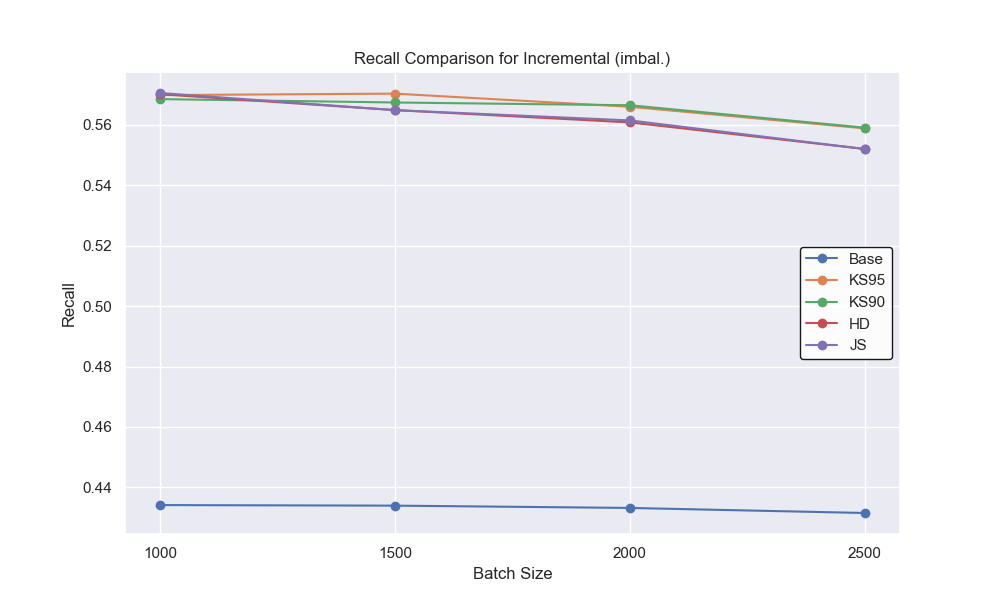 Recall Comparison for Incremental (imbal.)
0.56
0.54
0.52
0.50
0.48
0.46
0.44
Recall
Base
KS95
KS90
HD
JS
1000 1500 2000 2500
Batch Size